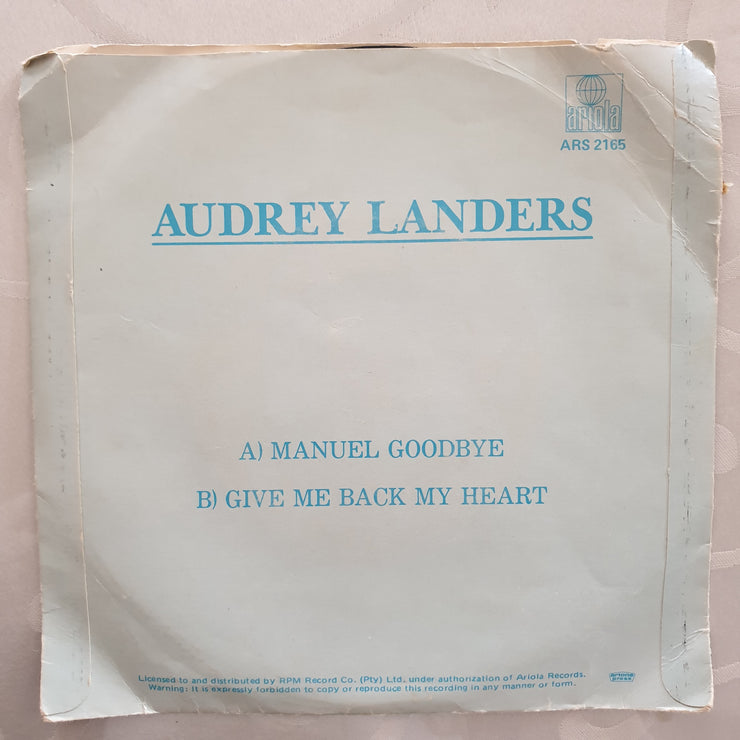 ariola
ARS 2165
AUDREY LANDERS
A) MANUEL GOODBYE
B) GIVE ME BACK MY HEART
Licensed to and distributed by RPM Record Co. (Pty) Ltd. under authorization of Ariola Records.
Warning: It is expressly forbidden to copy or reproduce this recording in any manner or form.
artone
press